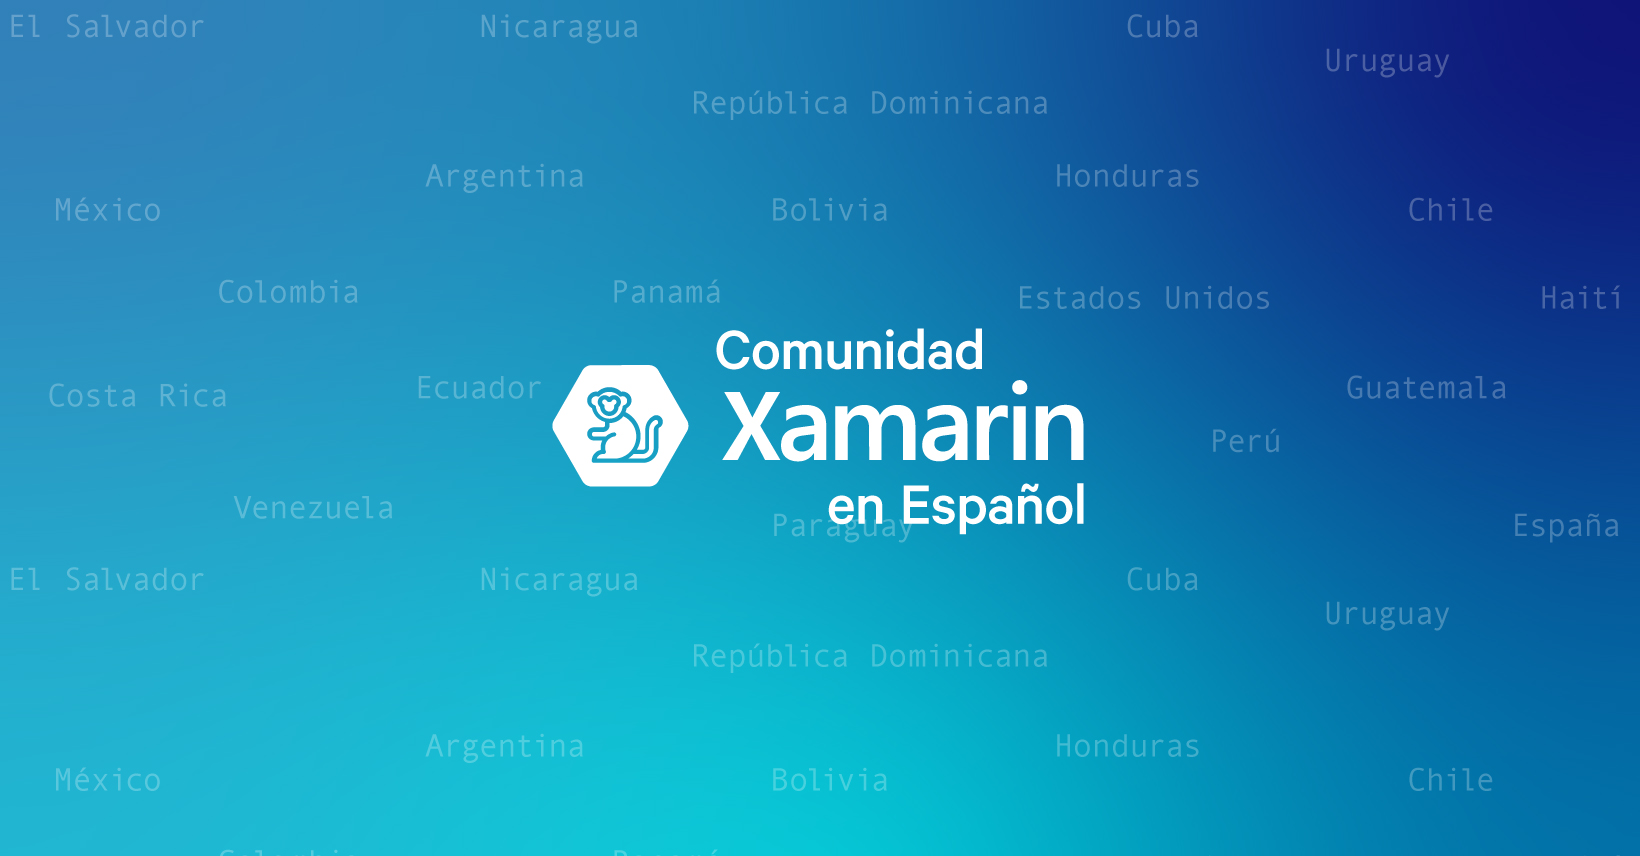 El Salvador
Nicaragua
Cuba
Uruguay
República Dominicana
Argentina
Honduras
México
Bolivia
Chile
Colombia
Panamá
Estados Unidos
Haití
Comunidad
Xamarin
en Español
Costa Rica
Ecuador
Guatemala
Perú
Venezuela
Paraguay
España
El Salvador
Nicaragua
Cuba
Uruguay
República Dominicana
Argentina
Honduras
México
Bolivia
Chile